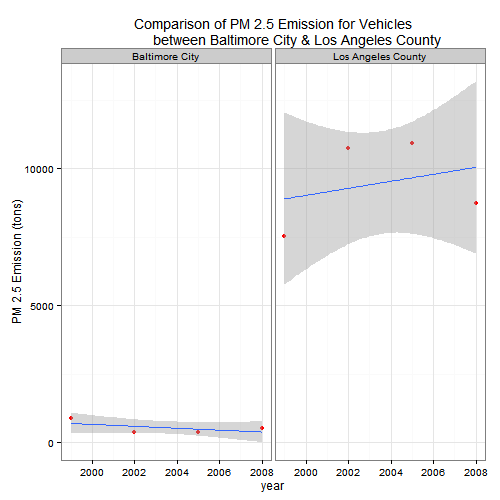 Comparison of PM 2.5 Emission for Vehicles
between Baltimore City & Los Angeles County
Baltimore City
Los Angeles County
PM 2.5 Emission (tons)
10000
5000
0
2000 2002 2004 2006 2008
2000 2002 2004 2006 2008
year